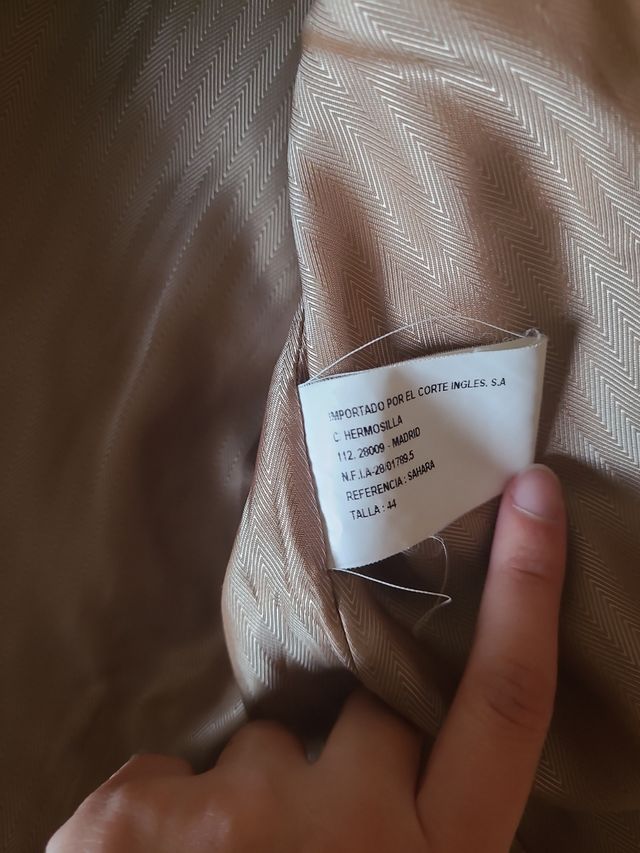 IMPORTADO POR EL CORTE INGLES, S.A
C. HERMOSILLA
112. 28009 - MADRID
N.F.I.A-28/01789.5
REFERENCIA : SAHARA
TALLA : 44